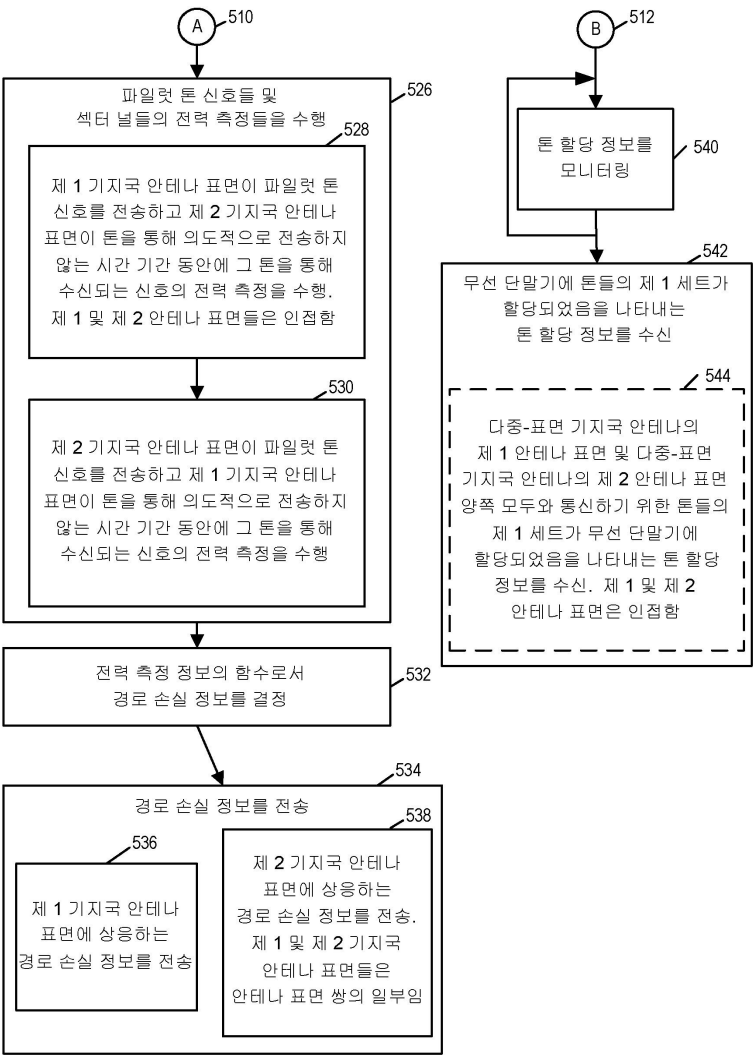 A
510
파일럿 톤 신호들 및
섹터 널들의 전력 측정들을 수행
526
528
제 1 기지국 안테나 표면이 파일럿 톤
신호를 전송하고 제 2 기지국 안테나
표면이 톤을 통해 의도적으로 전송하지
않는 시간 기간 동안에 그 톤을 통해
수신되는 신호의 전력 측정을 수행.
제 1 및 제 2 안테나 표면들은 인접함
530
제 2 기지국 안테나 표면이 파일럿 톤
신호를 전송하고 제 1 기지국 안테나
표면이 톤을 통해 의도적으로 전송하지
않는 시간 기간 동안에 그 톤을 통해
수신되는 신호의 전력 측정을 수행
전력 측정 정보의 함수로서
경로 손실 정보를 결정
532
534
경로 손실 정보를 전송
536
제 1 기지국 안테나
표면에 상응하는
경로 손실 정보를 전송
538
제 2 기지국 안테나
표면에 상응하는
경로 손실 정보를 전송.
제 1 및 제 2 기지국
안테나 표면들은
안테나 표면 쌍의 일부임
B
512
톤 할당 정보를
모니터링
540
542
무선 단말기에 톤들의 제 1 세트가
할당되었음을 나타내는
톤 할당 정보를 수신
544
다중-표면 기지국 안테나의
제 1 안테나 표면 및 다중-표면
기지국 안테나의 제 2 안테나 표면
양쪽 모두와 통신하기 위한 톤들의
제 1 세트가 무선 단말기에
할당되었음을 나타내는 톤 할당
정보를 수신. 제 1 및 제 2
안테나 표면은 인접함